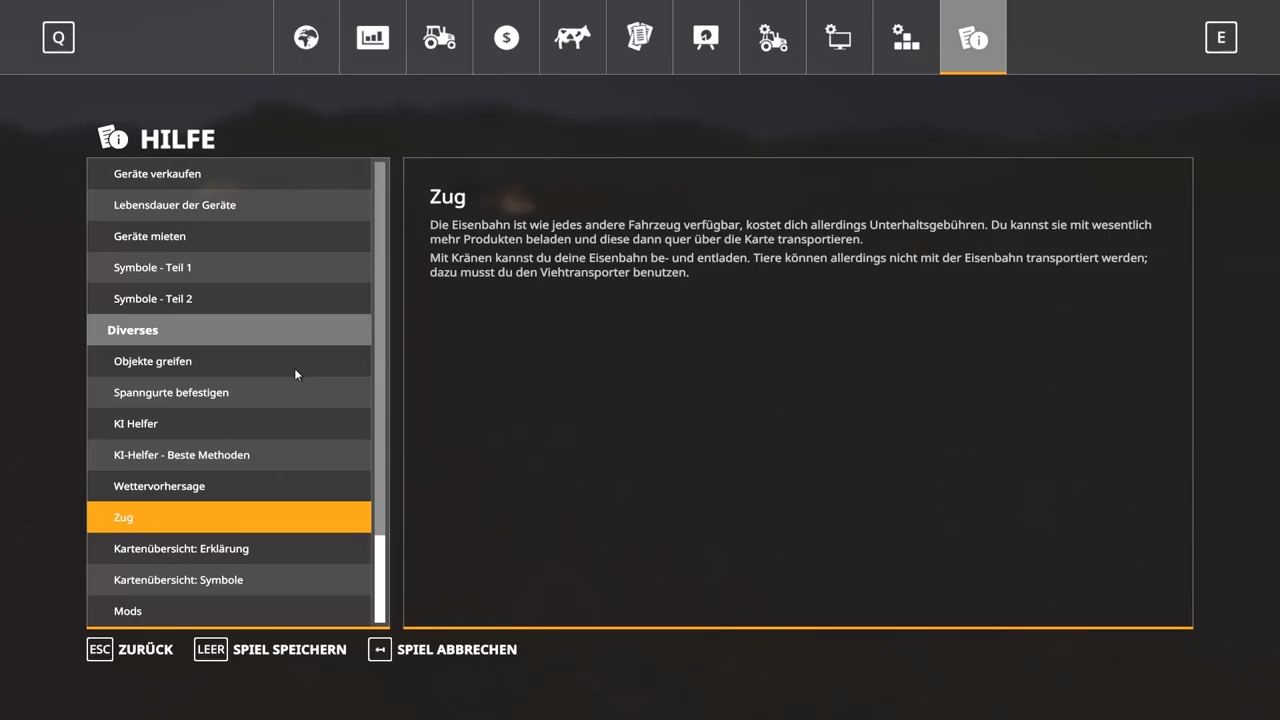 Q
$
E
HILFE
Geräte verkaufen
Lebensdauer der Geräte
Geräte mieten
Symbole - Teil 1
Symbole - Teil 2
Diverses
Objekte greifen
Spanngurte befestigen
KI Helfer
KI-Helfer - Beste Methoden
Wettervorhersage
Zug
Kartenübersicht: Erklärung
Kartenübersicht: Symbole
Mods
Zug
Die Eisenbahn ist wie jedes andere Fahrzeug verfügbar, kostet dich allerdings Unterhaltsgebühren. Du kannst sie mit wesentlich
mehr Produkten beladen und diese dann quer über die Karte transportieren.
Mit Kränen kannst du deine Eisenbahn be- und entladen. Tiere können allerdings nicht mit der Eisenbahn transportiert werden;
dazu musst du den Viehtransporter benutzen.
ESC ZURÜCK LEER SPIEL SPEICHERN SPIEL ABBRECHEN